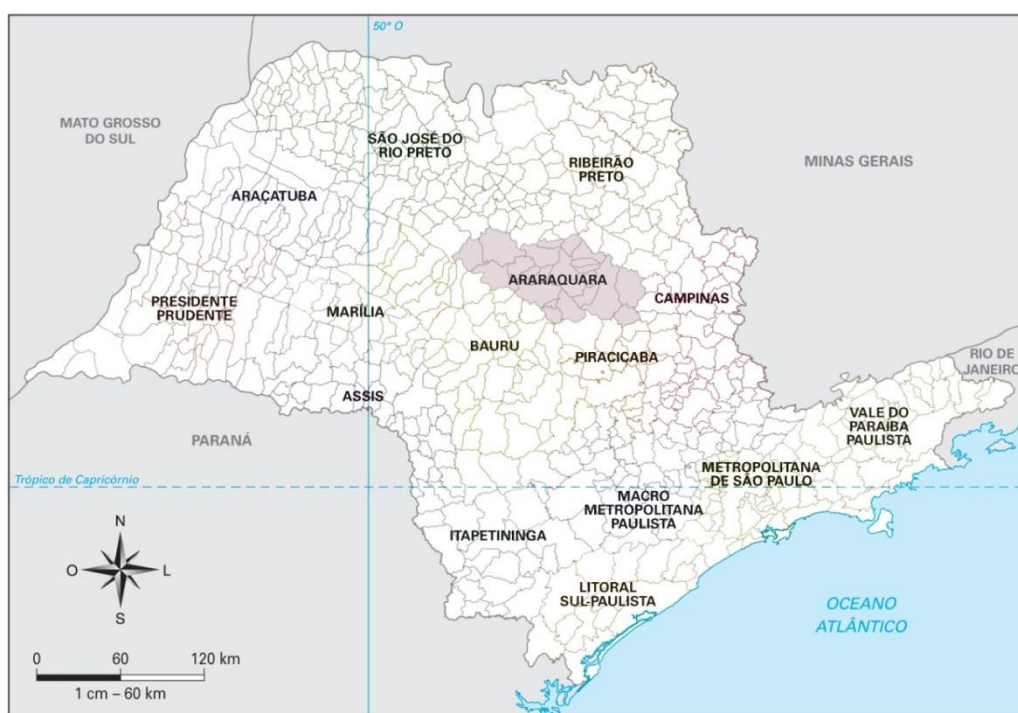 50° O
MATO GROSSO
DO SUL
SÃO JOSÉ DO
RIO PRETO
RIBEIRÃO
PRETO
MINAS GERAIS
ARAÇATUBA
ARARAQUARA
CAMPINAS
PRESIDENTE
PRUDENTE
MARÍLIA
BAURU
PIRACICABA
RIO DE
JANEIRO
ASSIS
VALE DO
PARAÍBA
PAULISTA
PARANÁ
METROPOLITANA
DE SÃO PAULO
Trópico de Capricórnio
MACRO
METROPOLITANA
PAULISTA
ITAPETININGA
N
O
L
S
LITORAL
SUL-PAULISTA
OCEANO
ATLÂNTICO
0 60 120 km
1 cm – 60 km